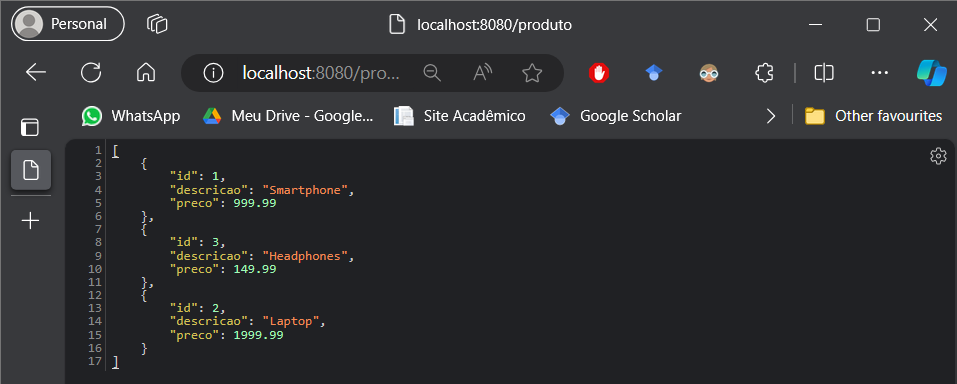 Personal
localhost:8080/produto
localhost:8080/pro...
WhatsApp
Meu Drive - Google...
Site Acadêmico
Google Scholar
Other favourites
1 [
2 {
3 "id": 1,
4 "descricao": "Smartphone",
5 "preco": 999.99
6 },
7 {
8 "id": 3,
9 "descricao": "Headphones",
10 "preco": 149.99
11 },
12 {
13 "id": 2,
14 "descricao": "Laptop",
15 "preco": 1999.99
16 }
17 ]